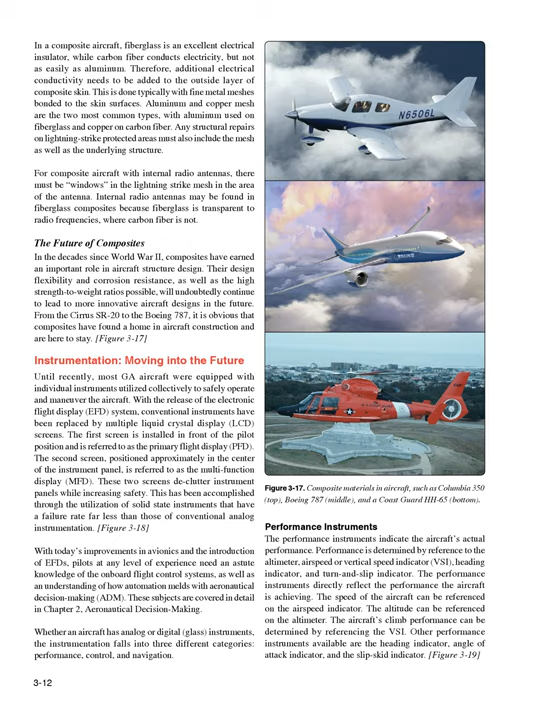 In a composite aircraft, fiberglass is an excellent electrical
insulator, while carbon fiber conducts electricity, but not
as easily as aluminum. Therefore, additional electrical
conductivity needs to be added to the outside layer of
composite skin. This is done typically with fine metal meshes
bonded to the skin surfaces. Aluminum and copper mesh
are the two most common types, with aluminum used on
fiberglass and copper on carbon fiber. Any structural repairs
on lightning-strike protected areas must also include the mesh
as well as the underlying structure.
For composite aircraft with internal radio antennas, there
must be “windows” in the lightning strike mesh in the area
of the antenna. Internal radio antennas may be found in
fiberglass composites because fiberglass is transparent to
radio frequencies, where carbon fiber is not.
The Future of Composites
In the decades since World War II, composites have earned
an important role in aircraft structure design. Their design
flexibility and corrosion resistance, as well as the high
strength-to-weight ratios possible, will undoubtedly continue
to lead to more innovative aircraft designs in the future.
From the Cirrus SR-20 to the Boeing 787, it is obvious that
composites have found a home in aircraft construction and
are here to stay. [Figure 3-17]
Instrumentation: Moving into the Future
Until recently, most GA aircraft were equipped with
individual instruments utilized collectively to safely operate
and maneuver the aircraft. With the release of the electronic
flight display (EFD) system, conventional instruments have
been replaced by multiple liquid crystal display (LCD)
screens. The first screen is installed in front of the pilot
position and is referred to as the primary flight display (PFD).
The second screen, positioned approximately in the center
of the instrument panel, is referred to as the multi-function
display (MFD). These two screens de-clutter instrument
panels while increasing safety. This has been accomplished
through the utilization of solid state instruments that have
a failure rate far less than those of conventional analog
instrumentation. [Figure 3-18]
With today’s improvements in avionics and the introduction
of EFDs, pilots at any level of experience need an astute
knowledge of the onboard flight control systems, as well as
an understanding of how automation melds with aeronautical
decision-making (ADM). These subjects are covered in detail
in Chapter 2, Aeronautical Decision-Making.
Whether an aircraft has analog or digital (glass) instruments,
the instrumentation falls into three different categories:
performance, control, and navigation.
N6506L
Figure 3-17. Composite materials in aircraft, such as Columbia 350
(top), Boeing 787 (middle), and a Coast Guard HH-65 (bottom).
Performance Instruments
The performance instruments indicate the aircraft’s actual
performance. Performance is determined by reference to the
altimeter, airspeed or vertical speed indicator (VSI), heading
indicator, and turn-and-slip indicator. The performance
instruments directly reflect the performance the aircraft
is achieving. The speed of the aircraft can be referenced
on the airspeed indicator. The altitude can be referenced
on the altimeter. The aircraft’s climb performance can be
determined by referencing the VSI. Other performance
instruments available are the heading indicator, angle of
attack indicator, and the slip-skid indicator. [Figure 3-19]
3-12